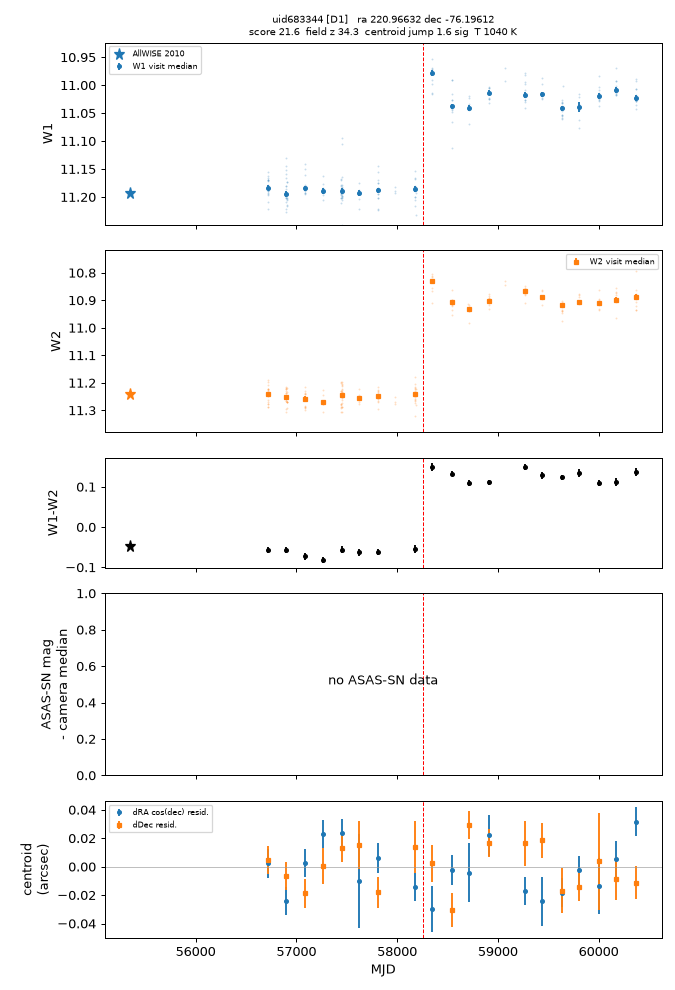 uid683344 [D1]   ra 220.96632 dec -76.19612
score 21.6  field z 34.3  centroid jump 1.6 sig  T 1040 K
AllWISE 2010
W1 visit median
10.95
11.00
11.05
11.10
11.15
11.20
W1
W2 visit median
10.8
10.9
11.0
11.1
11.2
11.3
W2
0.1
0.0
−0.1
W1-W2
1.0
0.8
0.6
0.4
0.2
0.0
ASAS-SN mag
- camera median
no ASAS-SN data
dRA cos(dec) resid.
dDec resid.
0.04
0.02
0.00
−0.02
−0.04
centroid
(arcsec)
56000
57000
58000
59000
60000
MJD